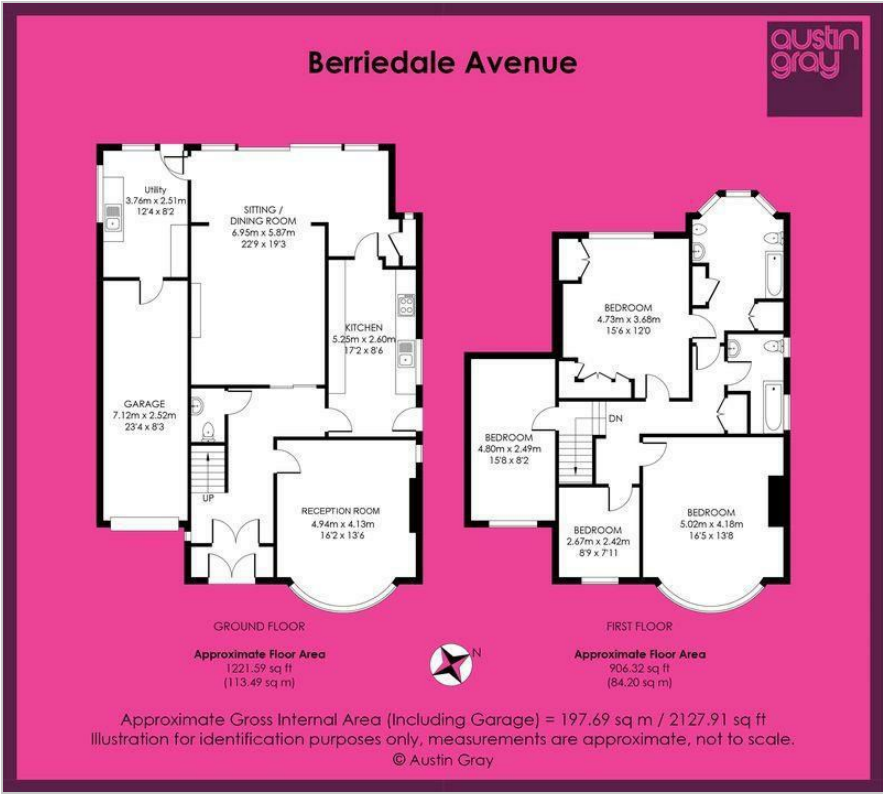 Berriedale Avenue
austin
gray
Utility
3.76m x 2.51m
12'4 x 8'2
SITTING /
DINING ROOM
6.95m x 5.87m
22'9 x 19'3
KITCHEN
5.25m x 2.60m
17'2 x 8'6
GARAGE
7.12m x 2.52m
23'4 x 8'3
UP
RECEPTION ROOM
4.94m x 4.13m
16'2 x 13'6
BEDROOM
4.73m x 3.68m
15'6 x 12'0
DN
BEDROOM
4.80m x 2.49m
15'8 x 8'2
BEDROOM
2.67m x 2.42m
8'9 x 7'11
BEDROOM
5.02m x 4.18m
16'5 x 13'8
GROUND FLOOR
Approximate Floor Area
1221.59 sq ft
(113.49 sq m)
N
FIRST FLOOR
Approximate Floor Area
906.32 sq ft
(84.20 sq m)
Approximate Gross Internal Area (Including Garage) = 197.69 sq m / 2127.91 sq ft
Illustration for identification purposes only, measurements are approximate, not to scale.
© Austin Gray